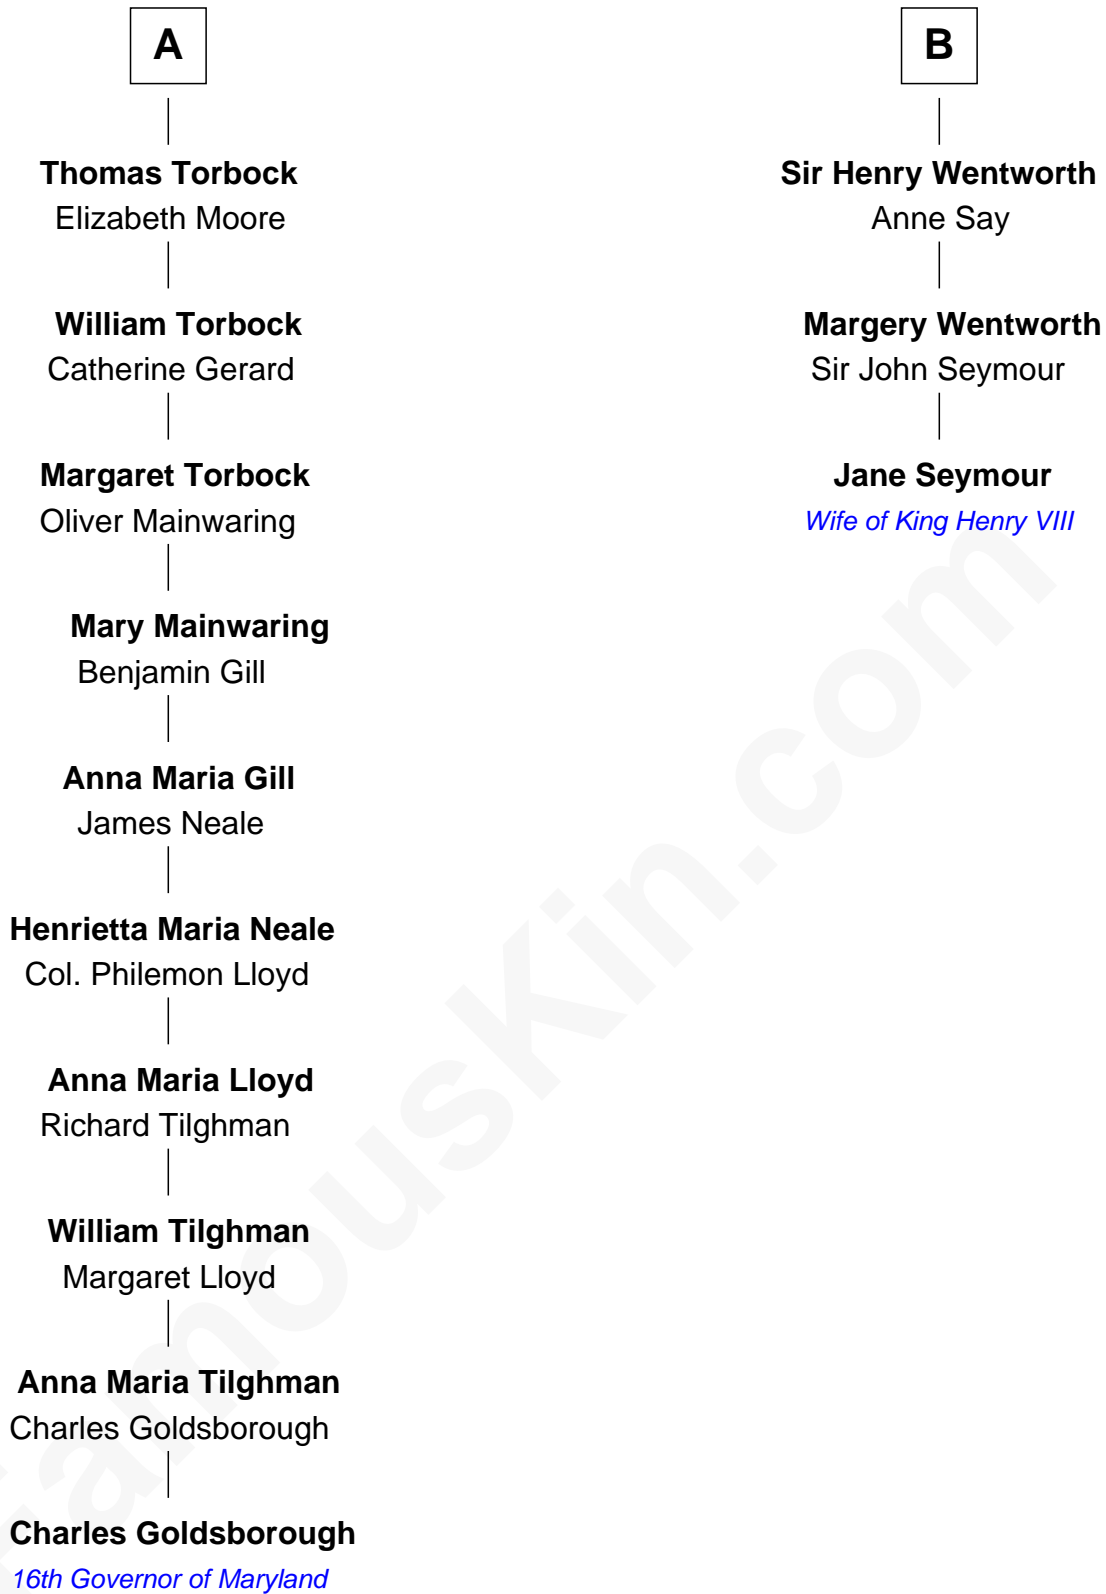 A
Thomas Torbock
Elizabeth Moore
William Torbock
Catherine Gerard
Margaret Torbock
Oliver Mainwaring
Mary Mainwaring
Benjamin Gill
Anna Maria Gill
James Neale
Henrietta Maria Neale
Col. Philemon Lloyd
Anna Maria Lloyd
Richard Tilghman
William Tilghman
Margaret Lloyd
Anna Maria Tilghman
Charles Goldsborough
Charles Goldsborough
16th Governor of Maryland
B
Sir Henry Wentworth
Anne Say
Margery Wentworth
Sir John Seymour
Jane Seymour
Wife of King Henry VIII
FamousKin.com